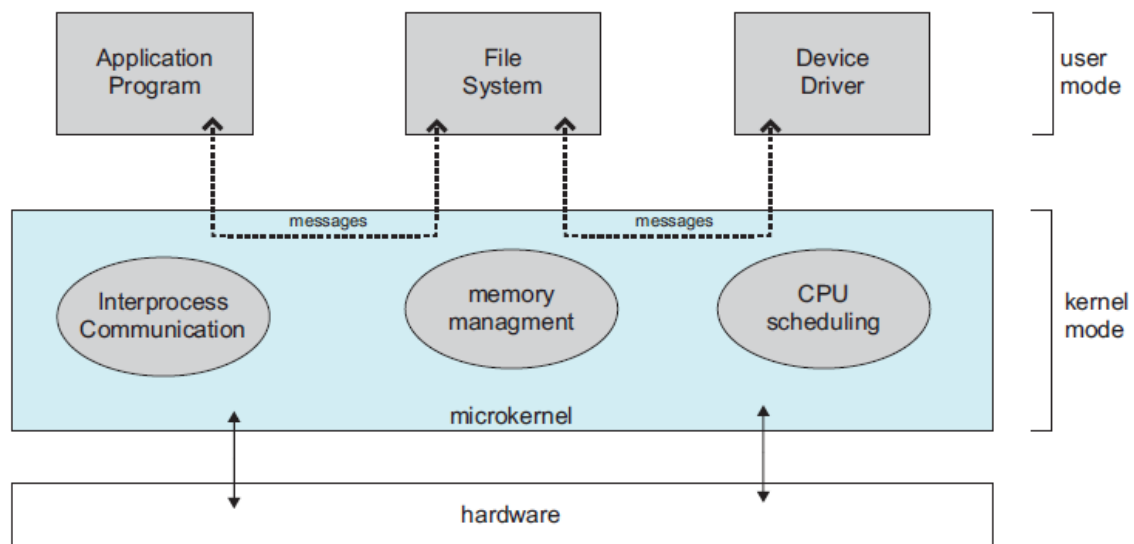 Application
Program
File
System
Device
Driver
user
mode
messages
messages
Interprocess
Communication
memory
managment
CPU
scheduling
kernel
mode
microkernel
hardware